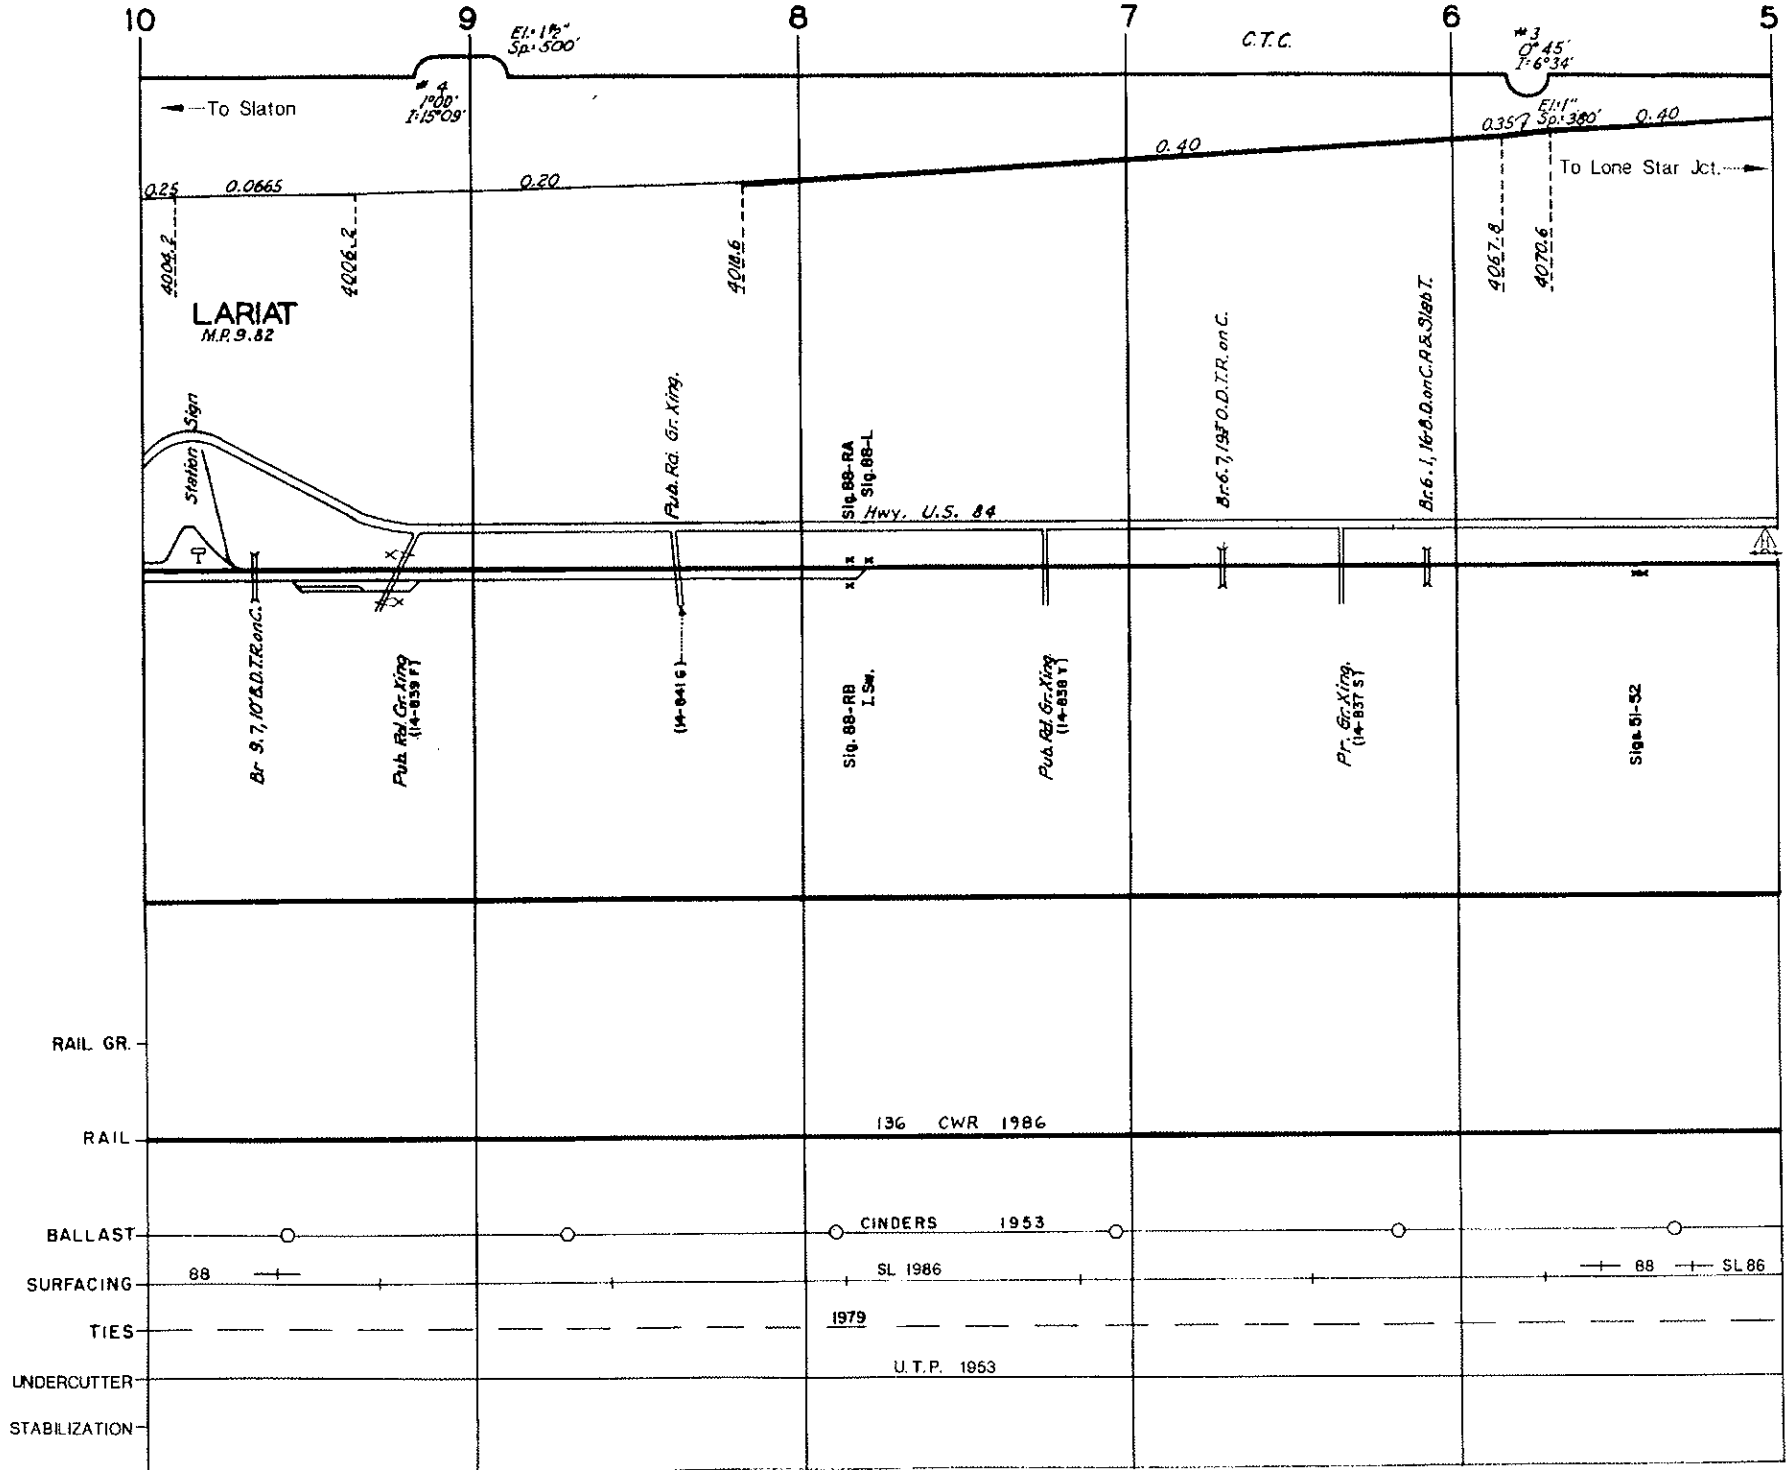 10 9 8 7 6 5
El.=1½"
Sp.=500'
C.T.C.
#3
0°45'
I=6°34'
#4
1°00'
I=15°09'
To Slaton
El=1"
Sp.=380'
0.25 0.0665 0.20 0.40 0.35 0.40
To Lone Star Jct.
4004.2
4006.2
4018.6
4067.8
4070.6
LARIAT
M.P. 9.82
Station Sign
Pub. Rd. Gr. Xing.
Sig. 88-RA
Sig. 88-L
Br. 6.7, O.D.T.R. on C.
Br. 6.1, B.D. on C.P. & Slab T.
Hwy. U.S. 84
Br 9.7, 10' B.D.T.R. on C.
Pub. Rd. Gr. Xing
(14-839 F)
(14-841 G)
Sig. 88-RB
I. Sw.
Pub. Rd. Gr. Xing.
(14-838 Y)
Pr. Gr. Xing.
(14-837 S)
Sigs. 51-52
RAIL GR.
RAIL 136 CWR 1986
BALLAST CINDERS 1953
SURFACING 88 SL 1986 88 SL 86
TIES 1979
UNDERCUTTER U.T.P. 1953
STABILIZATION